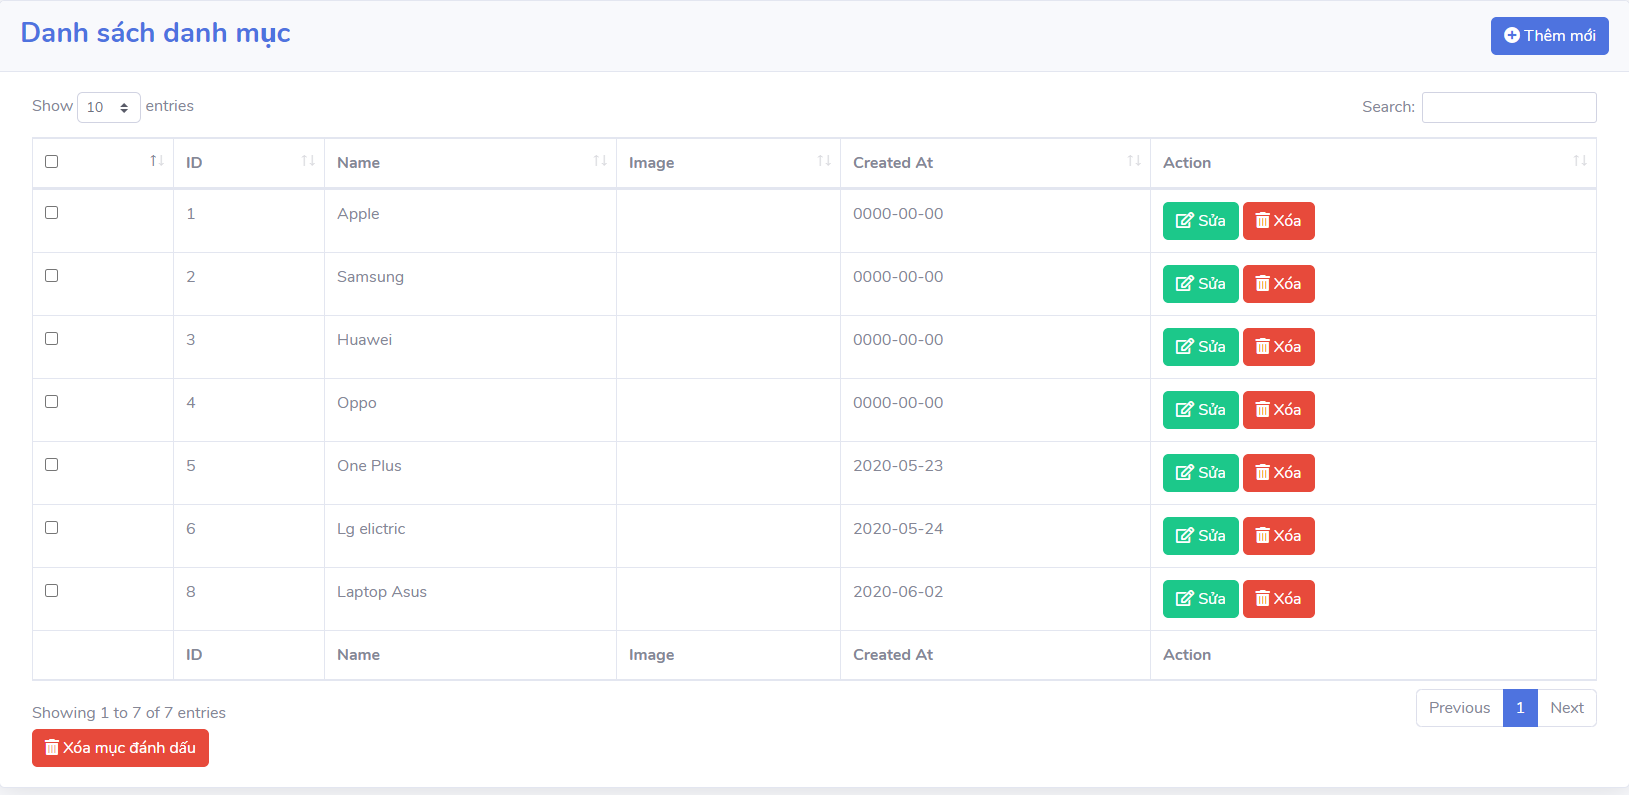 Danh sách danh mục
Thêm mới
Show 10 entries
Search:
ID Name Image Created At Action
1 Apple 0000-00-00 Sửa Xóa
2 Samsung 0000-00-00 Sửa Xóa
3 Huawei 0000-00-00 Sửa Xóa
4 Oppo 0000-00-00 Sửa Xóa
5 One Plus 2020-05-23 Sửa Xóa
6 Lg elictric 2020-05-24 Sửa Xóa
8 Laptop Asus 2020-06-02 Sửa Xóa
ID Name Image Created At Action
Showing 1 to 7 of 7 entries
Previous 1 Next
Xóa mục đánh dấu